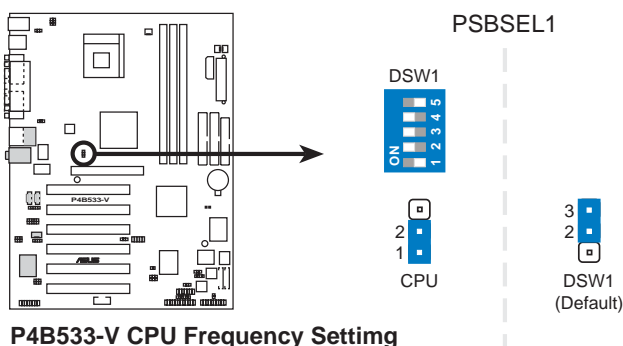 PSBSEL1
DSW1
ON
1 2 3 4 5
P4B533-V
ASUS
2
1
CPU
3
2
DSW1
(Default)
P4B533-V CPU Frequency Settimg